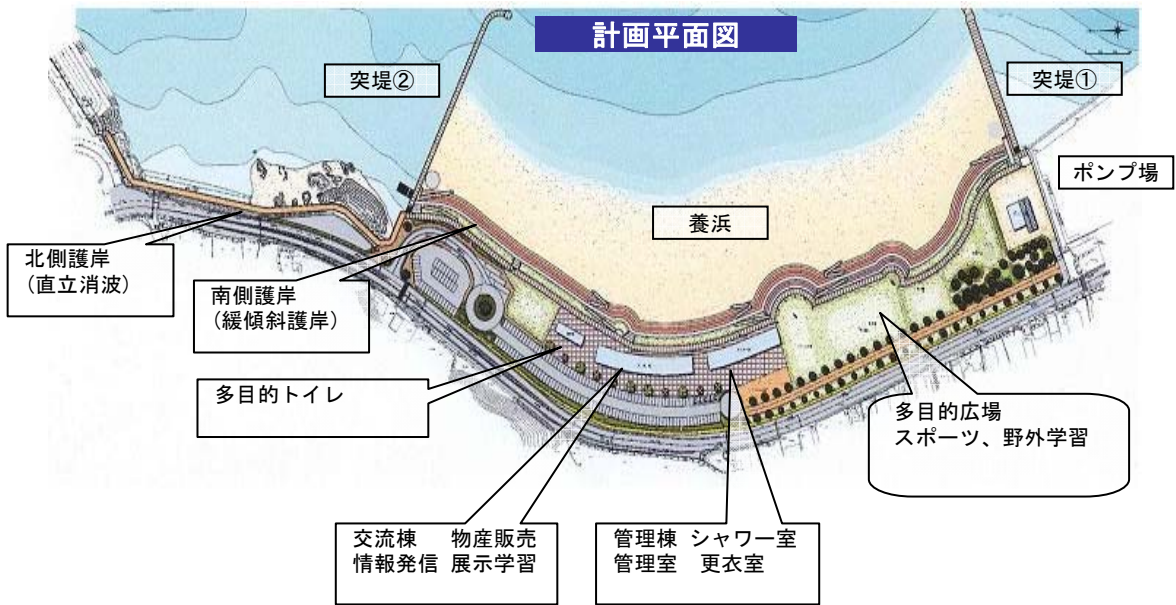 計画平面図
突堤②
突堤①
ポンプ場
養浜
北側護岸
(直立消波)
南側護岸
(緩傾斜護岸)
多目的トイレ
多目的広場
スポーツ、野外学習
交流棟 物産販売
情報発信 展示学習
管理棟 シャワー室
管理室 更衣室